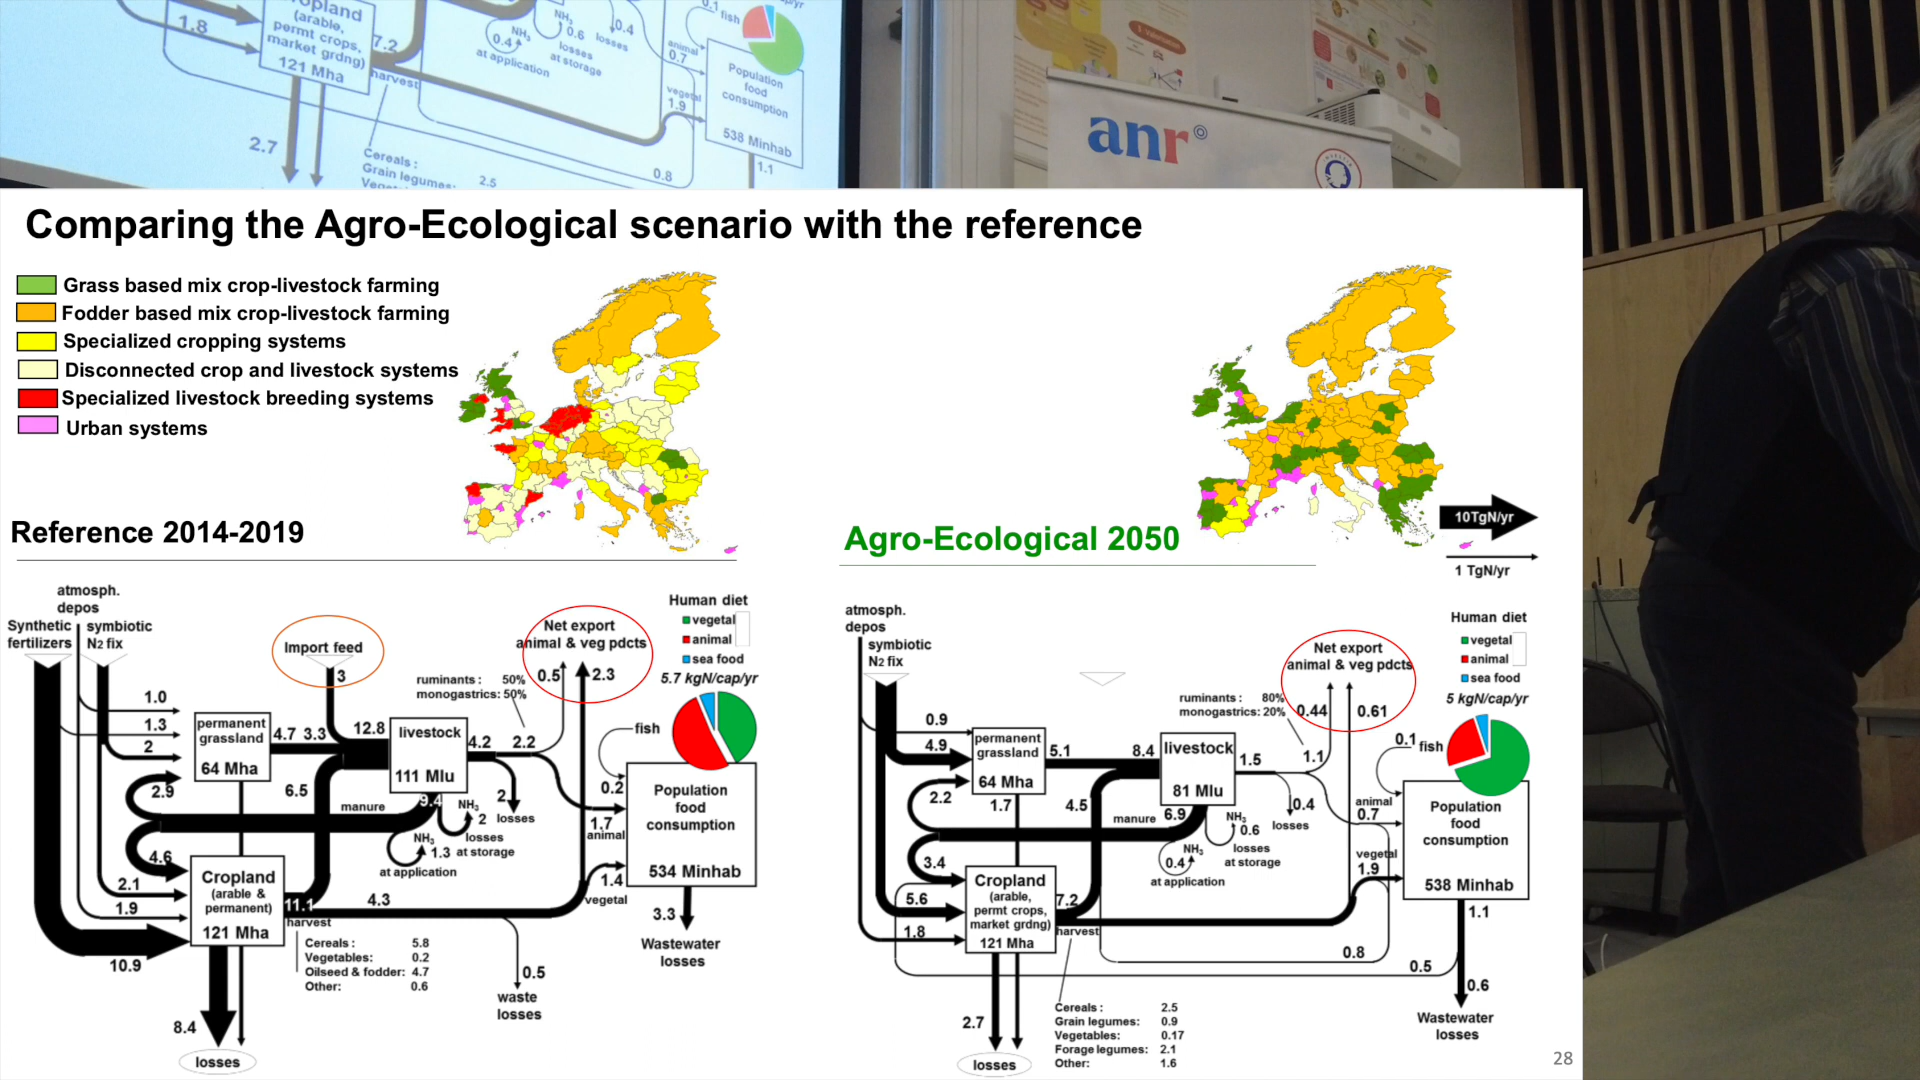 opland
(arable,
permt crops,
market grdng)
121 Mha
1.8
7.2
harvest
2.7
NH3
0.4
at application
NH3
0.6
losses
at storage
0.4
losses
0.1
fish
animal
0.7
vegetal
1.9
Population
food
consumption
538 Minhab
1.1
0.8
Cereals :
2.5
Grain legumes:
anr
Comparing the Agro-Ecological scenario with the reference
Grass based mix crop-livestock farming
Fodder based mix crop-livestock farming
Specialized cropping systems
Disconnected crop and livestock systems
Specialized livestock breeding systems
Urban systems
Reference 2014-2019
atmosph.
depos
Synthetic
fertilizers
symbiotic
N2 fix
Import feed
3
Net export
animal & veg pdcts
0.5
2.3
ruminants : 50%
monogastrics: 50%
Human diet
vegetal
animal
sea food
5.7 kgN/cap/yr
1.0
1.3
2
permanent
grassland
64 Mha
4.7 3.3
12.8
livestock
111 Mlu
4.2
2.2
fish
0.2
2.9
6.5
manure
9.4
NH3
2
losses
at storage
2
losses
NH3
1.3
at application
1.7
animal
Population
food
consumption
534 Minhab
4.6
2.1
1.9
10.9
Cropland
(arable &
permanent)
121 Mha
11.1
harvest
4.3
1.4
vegetal
3.3
Wastewater
losses
Cereals : 5.8
Vegetables: 0.2
Oilseed & fodder: 4.7
Other: 0.6
0.5
waste
losses
8.4
losses
Agro-Ecological 2050
10TgN/yr
1 TgN/yr
atmosph.
depos
symbiotic
N2 fix
Net export
animal & veg pdcts
0.44
0.61
ruminants : 80%
monogastrics: 20%
Human diet
vegetal
animal
sea food
5 kgN/cap/yr
0.9
4.9
permanent
grassland
64 Mha
5.1
8.4
livestock
81 Mlu
1.5
1.1
0.1
fish
2.2
1.7
4.5
manure
6.9
NH3
0.6
losses
at storage
0.4
losses
NH3
0.4
at application
animal
0.7
vegetal
1.9
Population
food
consumption
538 Minhab
3.4
5.6
1.8
Cropland
(arable,
permt crops,
market grdng)
121 Mha
7.2
harvest
0.8
0.5
1.1
0.6
Wastewater
losses
Cereals : 2.5
Grain legumes: 0.9
Vegetables: 0.17
Forage legumes: 2.1
Other: 1.6
2.7
losses
28